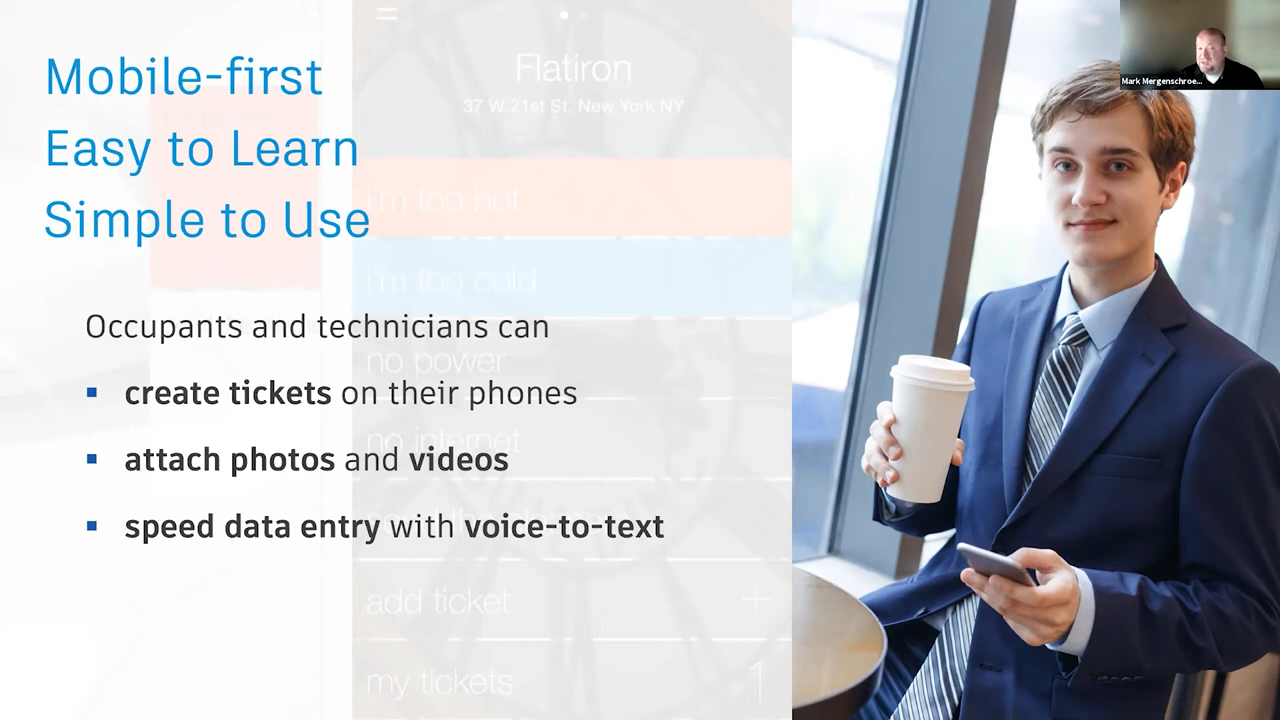 Mobile-first
Easy to Learn
Simple to Use
Occupants and technicians can
▪ create tickets on their phones
▪ attach photos and videos
▪ speed data entry with voice-to-text
Flatiron
37 W 21st St, New York NY
i'm too hot
i'm too cold
no power
no internet
add ticket +
my tickets 1
Mark Mergenschroe...